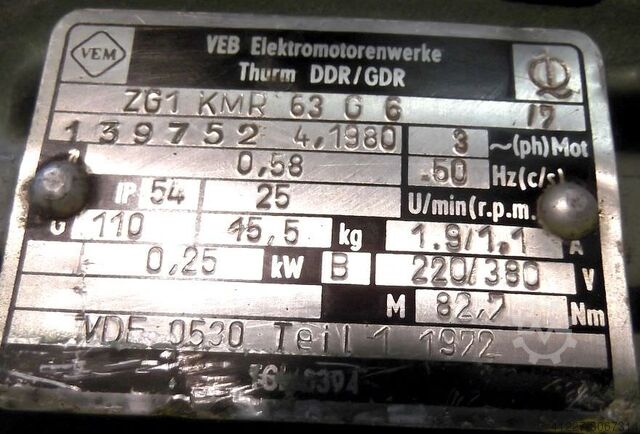 VEM
VEB Elektromotorenwerke
Thurm DDR/GDR
ZG1 KMR 63 G 6 /7
139752 4,1980 3 ~(ph) Mot
0,58 50 Hz(c/s)
IP 54 25 U/min(r.p.m.
G 110 15,5 kg 1.9/1.1 A
0,25 kW B 220/380 V
M 82,7 Nm
VDE 0530 Teil 1 1972